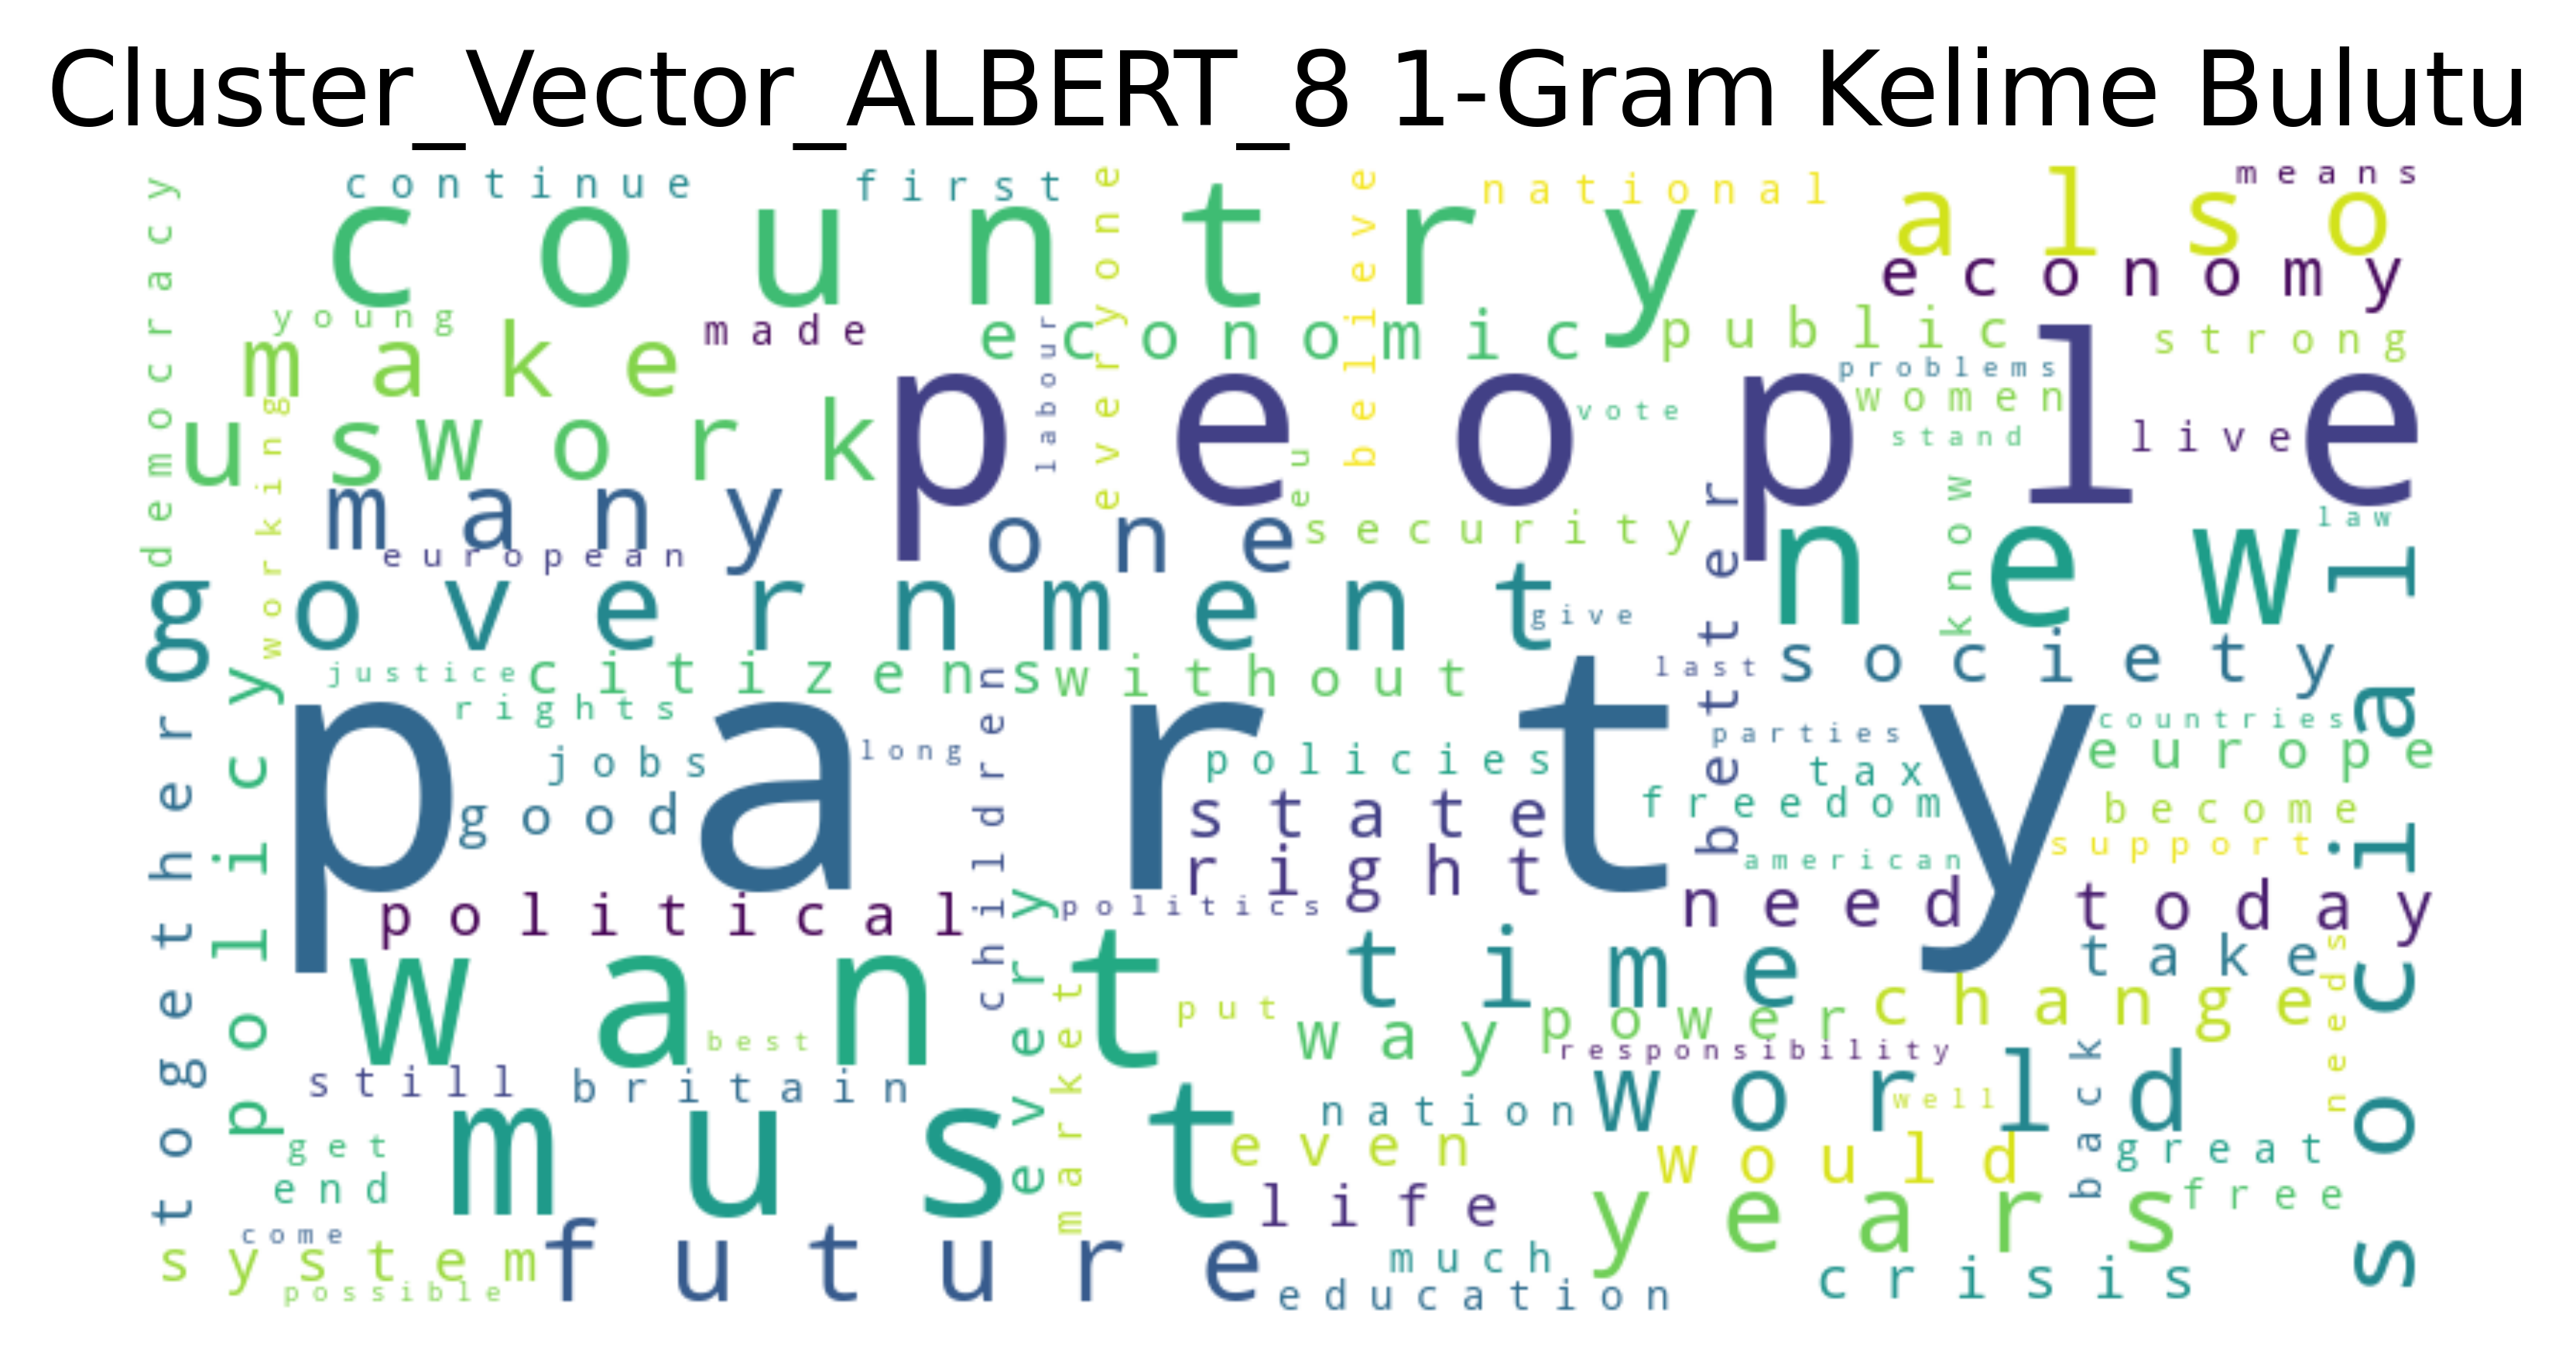 Cluster_Vector_ALBERT_8 1-Gram Kelime Bulutu
continue
first
everyone
believe
national
also
means
democracy
country
economy
young
make
made
labour
economic
public
strong
working
us
work
people
vote
problems
women
stand
live
many
eu
one
security
better
know
new
law
european
government
give
society
social
together
policy
justice
citizens
without
last
rights
children
party
countries
jobs
long
policies
parties
europe
good
state
tax
freedom
become
right
american
support
political
politics
need
today
want
every
market
time
take
needs
put
way
power
change
best
responsibility
still
britain
world
back
must
nation
well
get
even
would
great
end
life
years
free
come
system
future
much
crisis
possible
education